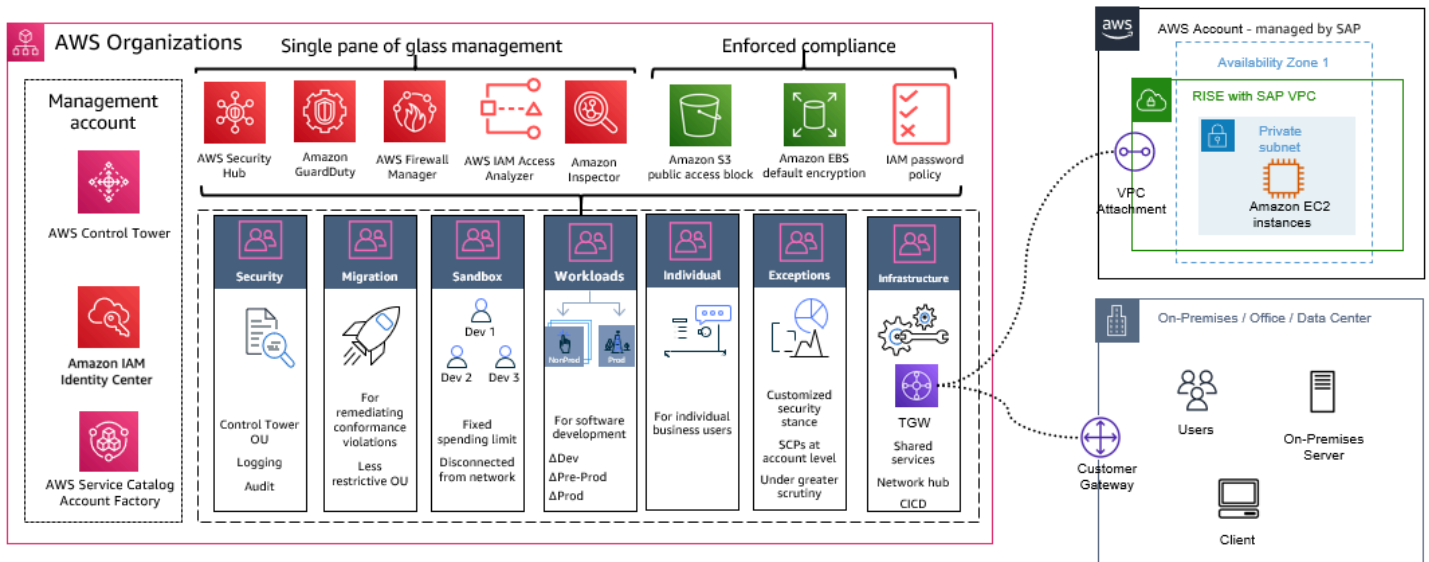 AWS Organizations
Single pane of glass management
Enforced compliance
Management
account
AWS Control Tower
Amazon IAM
Identity Center
AWS Service Catalog
Account Factory
AWS Security
Hub
Amazon
GuardDuty
AWS Firewall
Manager
AWS IAM Access
Analyzer
Amazon
Inspector
Amazon S3
public access block
Amazon EBS
default encryption
IAM password
policy
Security
Control Tower
OU
Logging
Audit
Migration
For
remediating
conformance
violations
Less
restrictive OU
Sandbox
Dev 1
Dev 2
Dev 3
Fixed
spending limit
Disconnected
from network
Workloads
NonProd
Prod
For software
development
ΔDev
ΔPre-Prod
ΔProd
Individual
For individual
business users
Exceptions
Customized
security
stance
SCPs at
account level
Under greater
scrutiny
Infrastructure
TGW
Shared
services
Network hub
CICD
aws
AWS Account - managed by SAP
Availability Zone 1
RISE with SAP VPC
Private
subnet
Amazon EC2
instances
VPC
Attachment
On-Premises / Office / Data Center
Users
On-Premises
Server
Customer
Gateway
Client